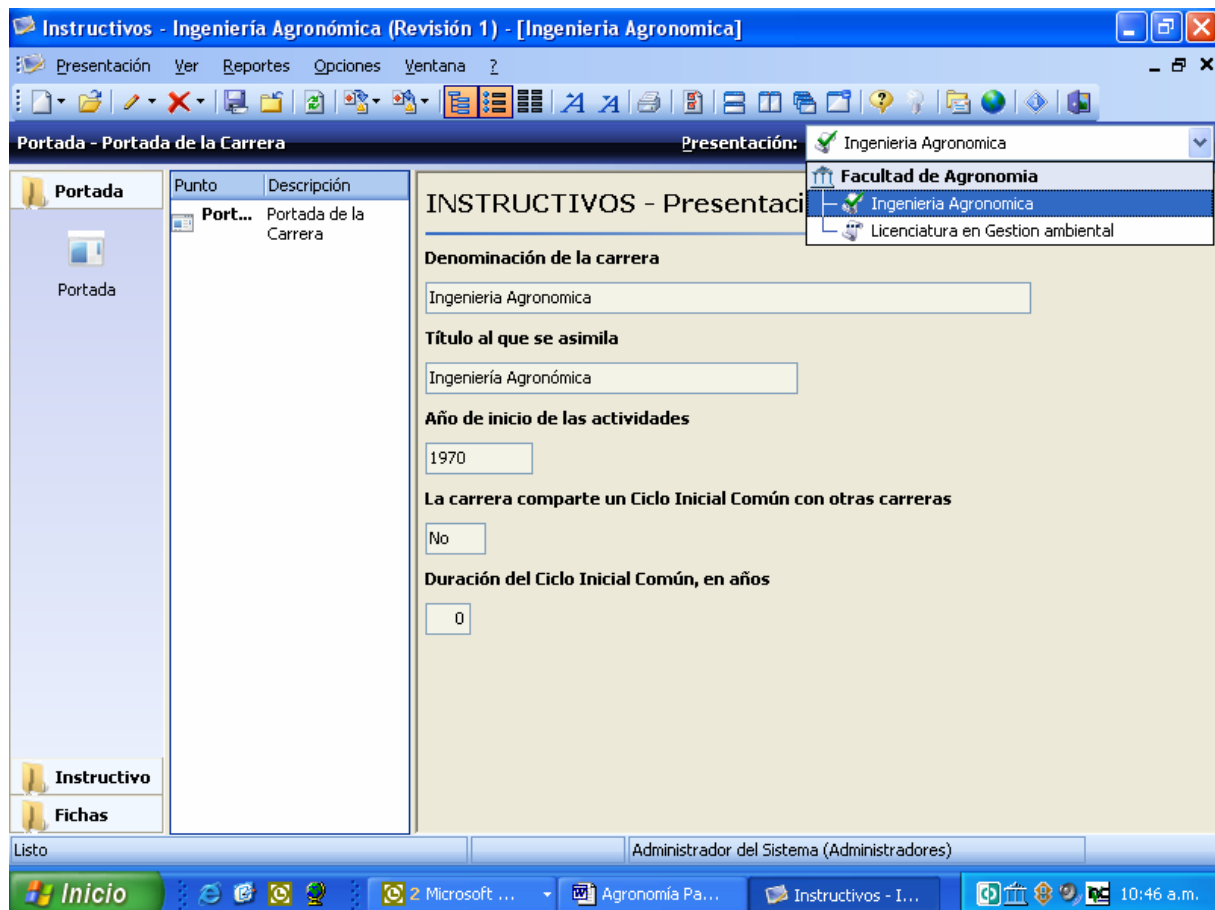 Instructivos - Ingeniería Agronómica (Revisión 1) - [Ingenieria Agronomica]
Presentación Ver Reportes Opciones Ventana ?
Portada - Portada de la Carrera Presentación: Ingenieria Agronomica
Facultad de Agronomia
Ingenieria Agronomica
Licenciatura en Gestion ambiental
Portada
Portada
Punto Descripción
Port... Portada de la
Carrera
INSTRUCTIVOS - Presentaci
Denominación de la carrera
Ingenieria Agronomica
Título al que se asimila
Ingeniería Agronómica
Año de inicio de las actividades
1970
La carrera comparte un Ciclo Inicial Común con otras carreras
No
Duración del Ciclo Inicial Común, en años
0
Instructivo
Fichas
Listo Administrador del Sistema (Administradores)
Inicio 2 Microsoft ... Agronomía Pa... Instructivos - I... 10:46 a.m.